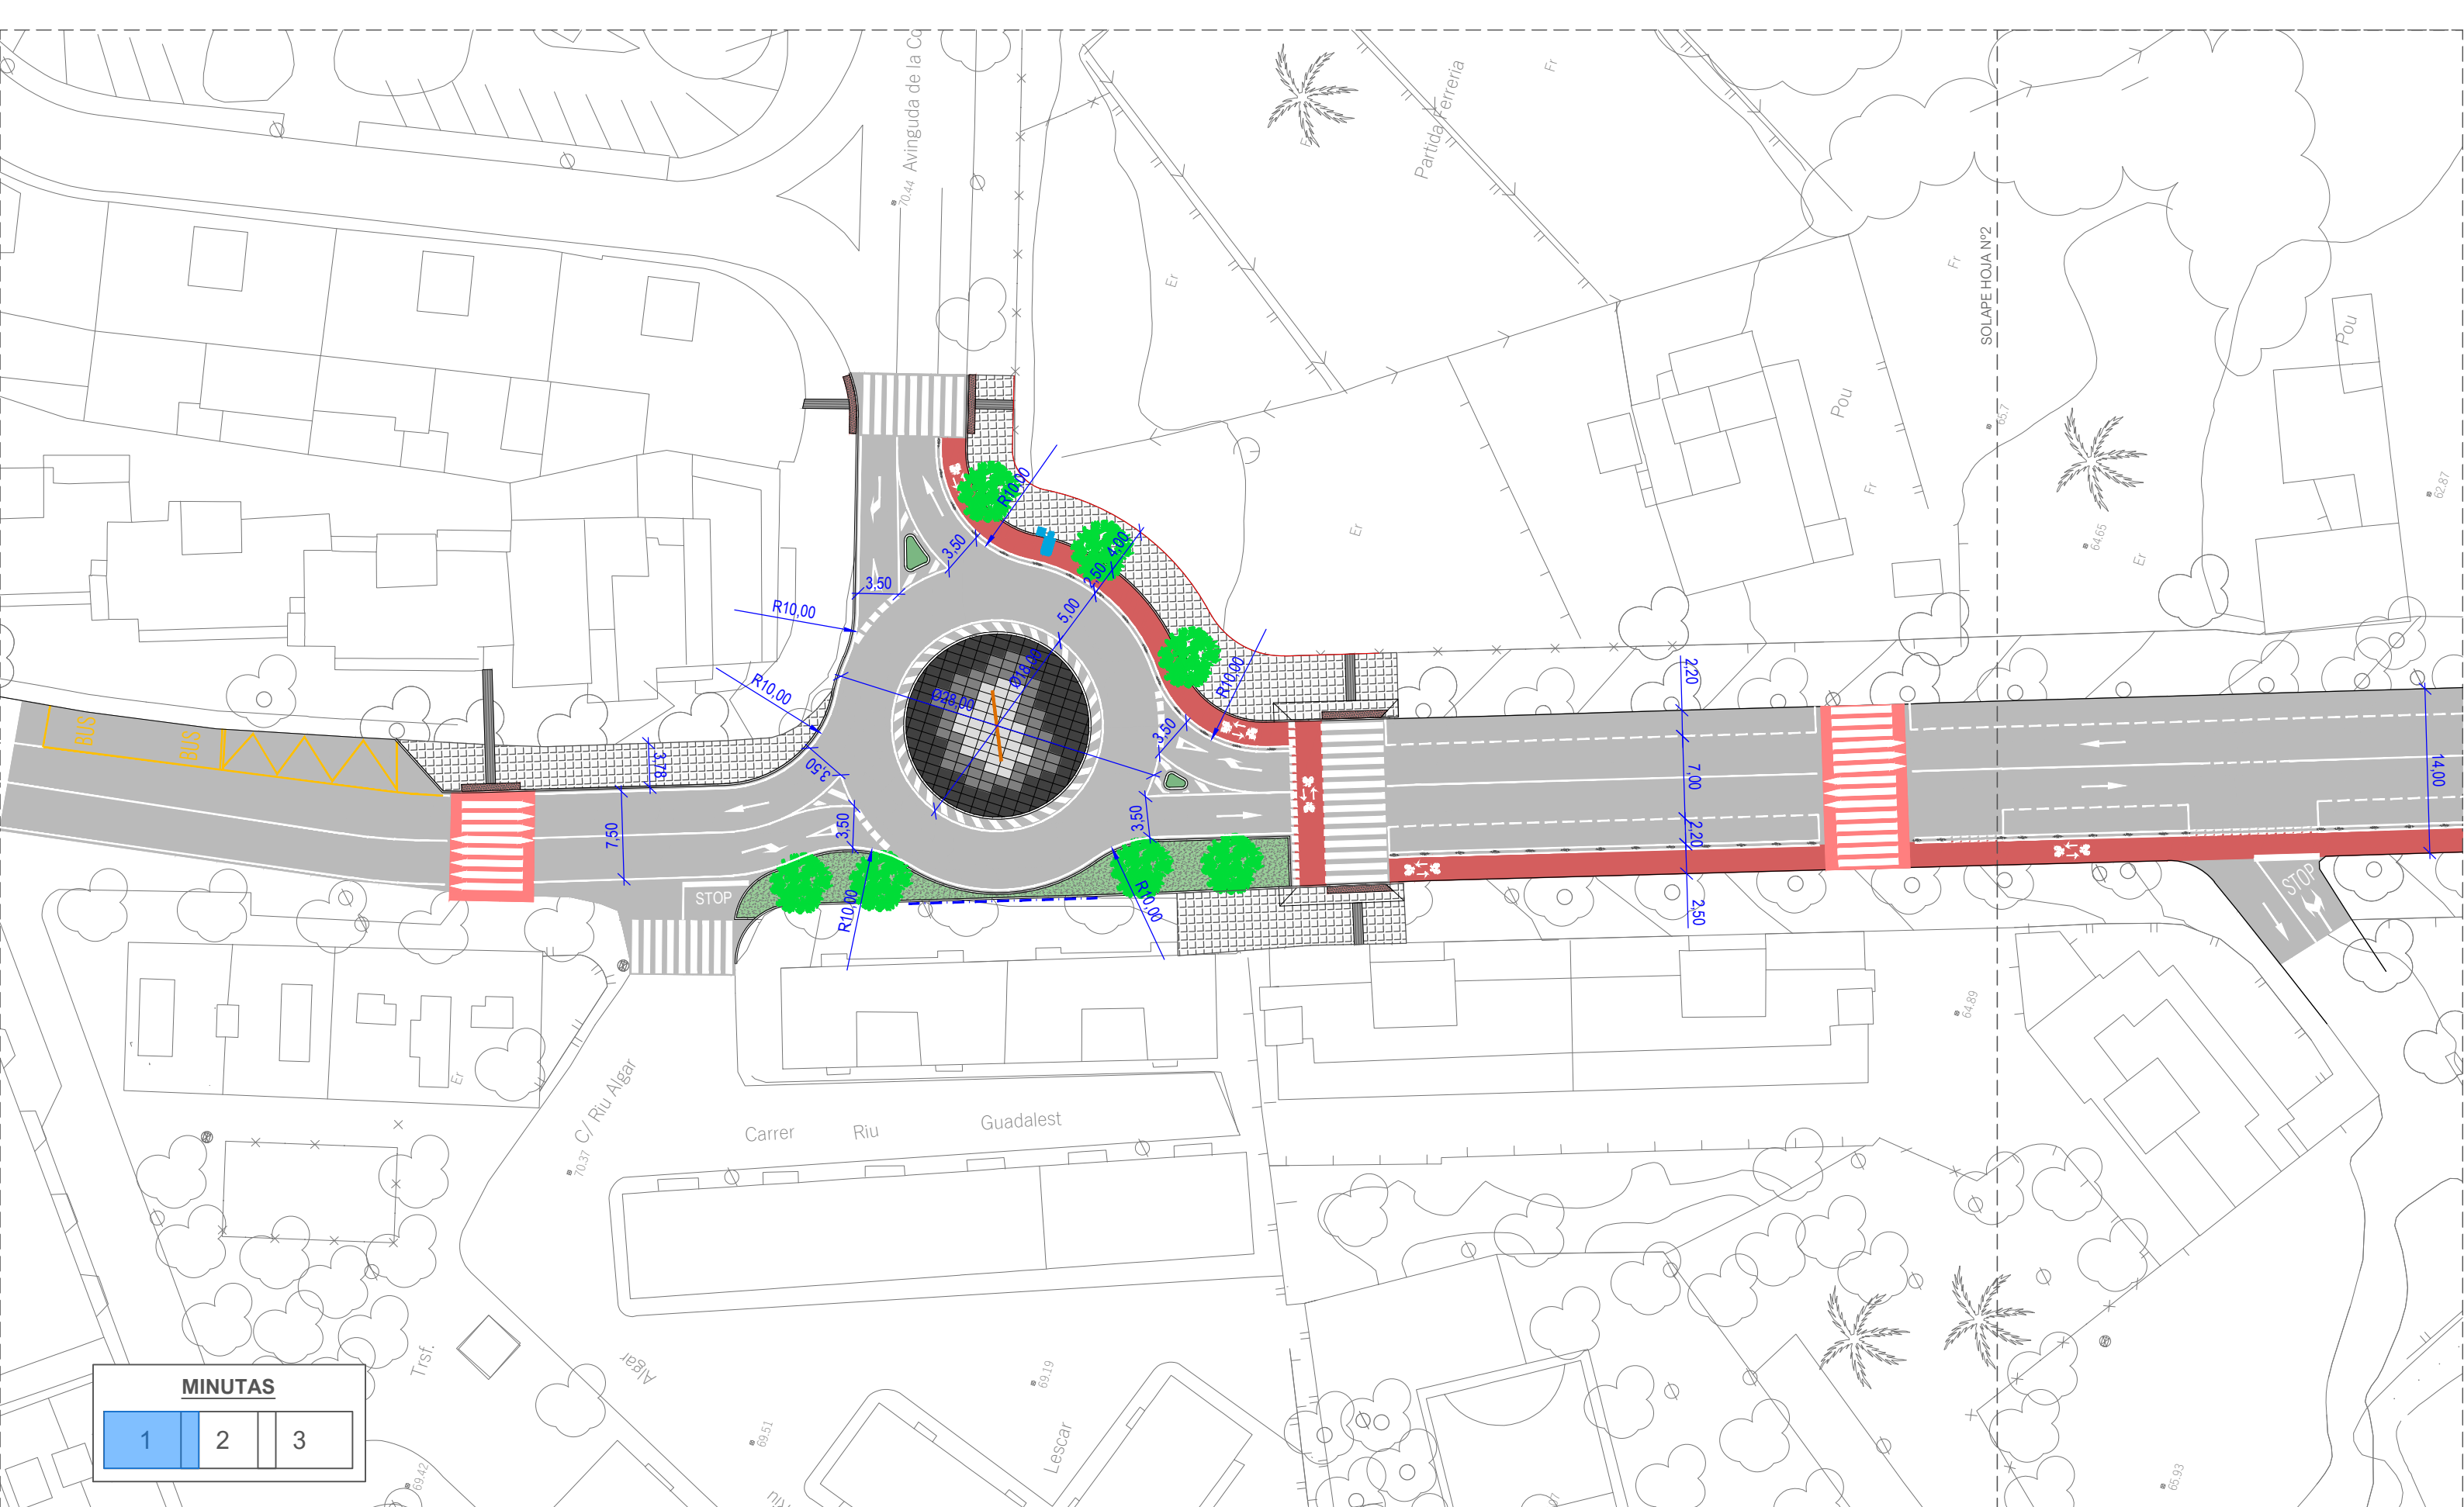 Avinguda de la Co
70.44
Partida Ferreria
Fr
Er
Er
Fr
SOLAPE HOJA Nº2
Pou
65.7
Pou
Fr
62.87
64.65
Er
Er
R10,00
3,50
4,00
2,50
5,00
3,50
R10,00
R10,00
R10,00
Ø18,00
Ø28,00
3,50
2,20
7,00
2,20
2,50
14,00
BUS
BUS
3,78
3,50
7,50
3,50
3,50
STOP
STOP
R10,00
R10,00
64.89
Er
C/ Riu Algar
70.37
Carrer Riu Guadalest
Trsf.
Algar
69.19
69.51
Lescar
69.42
Riu
65.93
97
MINUTAS
1 2 3